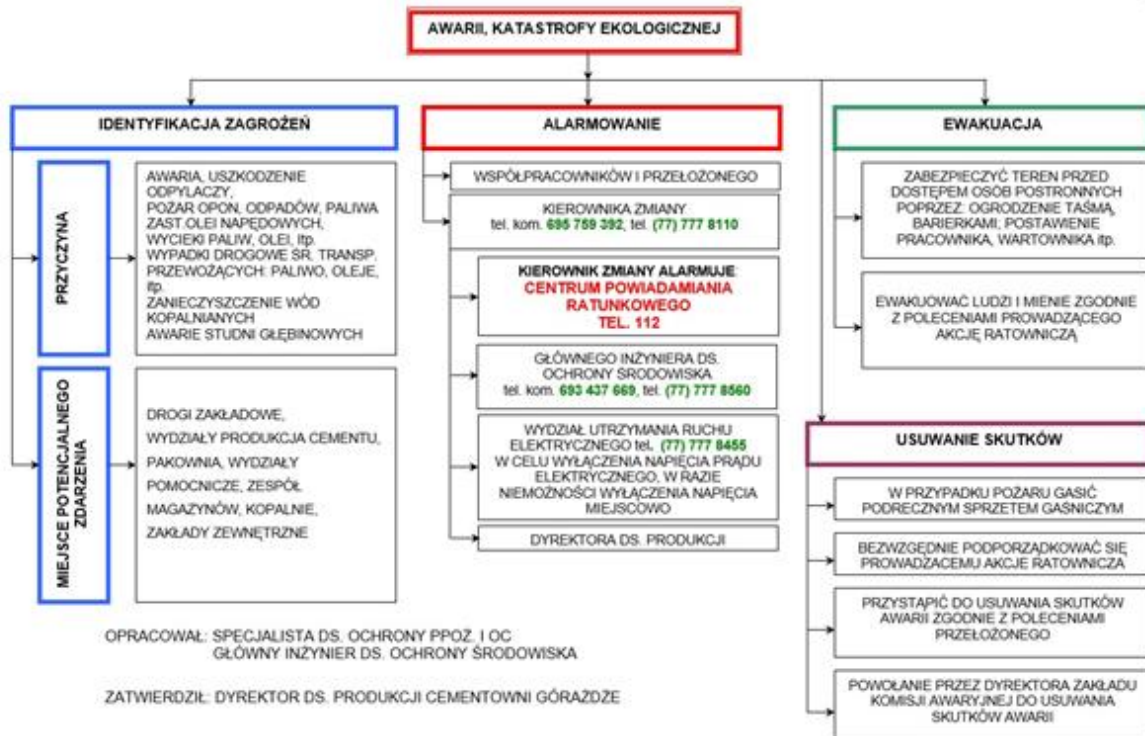 AWARII, KATASTROFY EKOLOGICZNEJ
IDENTYFIKACJA ZAGROŻEŃ
PRZYCZYNA
AWARIA, USZKODZENIE
ODPYLACZY,
POŻAR OPON, ODPADÓW, PALIWA
ZAST.OLEI NAPĘDOWYCH,
WYCIEKI PALIW, OLEI, itp.
WYPADKI DROGOWE ŚR. TRANSP.
PRZEWOŻĄCYCH: PALIWO, OLEJE,
itp.
ZANIECZYSZCZENIE WÓD
KOPALNIANYCH
AWARIE STUDNI GŁĘBINOWYCH
MIEJSCE POTENCJALNEGO
ZDARZENIA
DROGI ZAKŁADOWE,
WYDZIAŁY PRODUKCJA CEMENTU,
PAKOWNIA, WYDZIAŁY
POMOCNICZE, ZESPÓŁ
MAGAZYNÓW, KOPALNIE,
ZAKŁADY ZEWNĘTRZNE
ALARMOWANIE
WSPÓŁPRACOWNIKÓW I PRZEŁOŻONEGO
KIEROWNIKA ZMIANY
tel. kom. 695 759 392, tel. (77) 777 8110
KIEROWNIK ZMIANY ALARMUJE:
CENTRUM POWIADAMIANIA
RATUNKOWEGO
TEL. 112
GŁÓWNEGO INŻYNIERA DS.
OCHRONY ŚRODOWISKA
tel. kom. 693 437 669, tel. (77) 777 8560
WYDZIAŁ UTRZYMANIA RUCHU
ELEKTRYCZNEGO tel. (77) 777 8455
W CELU WYŁĄCZENIA NAPIĘCIA PRĄDU
ELEKTRYCZNEGO, W RAZIE
NIEMOŻNOŚCI WYŁĄCZENIA NAPIĘCIA
MIEJSCOWO
DYREKTORA DS. PRODUKCJI
EWAKUACJA
ZABEZPIECZYĆ TEREN PRZED
DOSTĘPEM OSÓB POSTRONNYCH
POPRZEZ: OGRODZENIE TAŚMĄ,
BARIERKAMI; POSTAWIENIE
PRACOWNIKA, WARTOWNIKA itp.
EWAKUOWAĆ LUDZI I MIENIE ZGODNIE
Z POLECENIAMI PROWADZĄCEGO
AKCJĘ RATOWNICZĄ
USUWANIE SKUTKÓW
W PRZYPADKU POŻARU GASIĆ
PODRECZNYM SPRZETEM GAŚNICZYM
BEZWZGĘDNIE PODPORZĄDKOWAĆ SIĘ
PROWADZACEMU AKCJE RATOWNICZA
PRZYSTĄPIĆ DO USUWANIA SKUTKÓW
AWARII ZGODNIE Z POLECENIAMI
PRZEŁOŻONEGO
POWOŁANIE PRZEZ DYREKTORA ZAKŁADU
KOMISJI AWARYJNEJ DO USUWANIA
SKUTKÓW AWARII
OPRACOWAŁ: SPECJALISTA DS. OCHRONY PPOŻ. I OC
GŁÓWNY INŻYNIER DS. OCHRONY ŚRODOWISKA
ZATWIERDZIŁ: DYREKTOR DS. PRODUKCJI CEMENTOWNI GÓRAŻDŻE